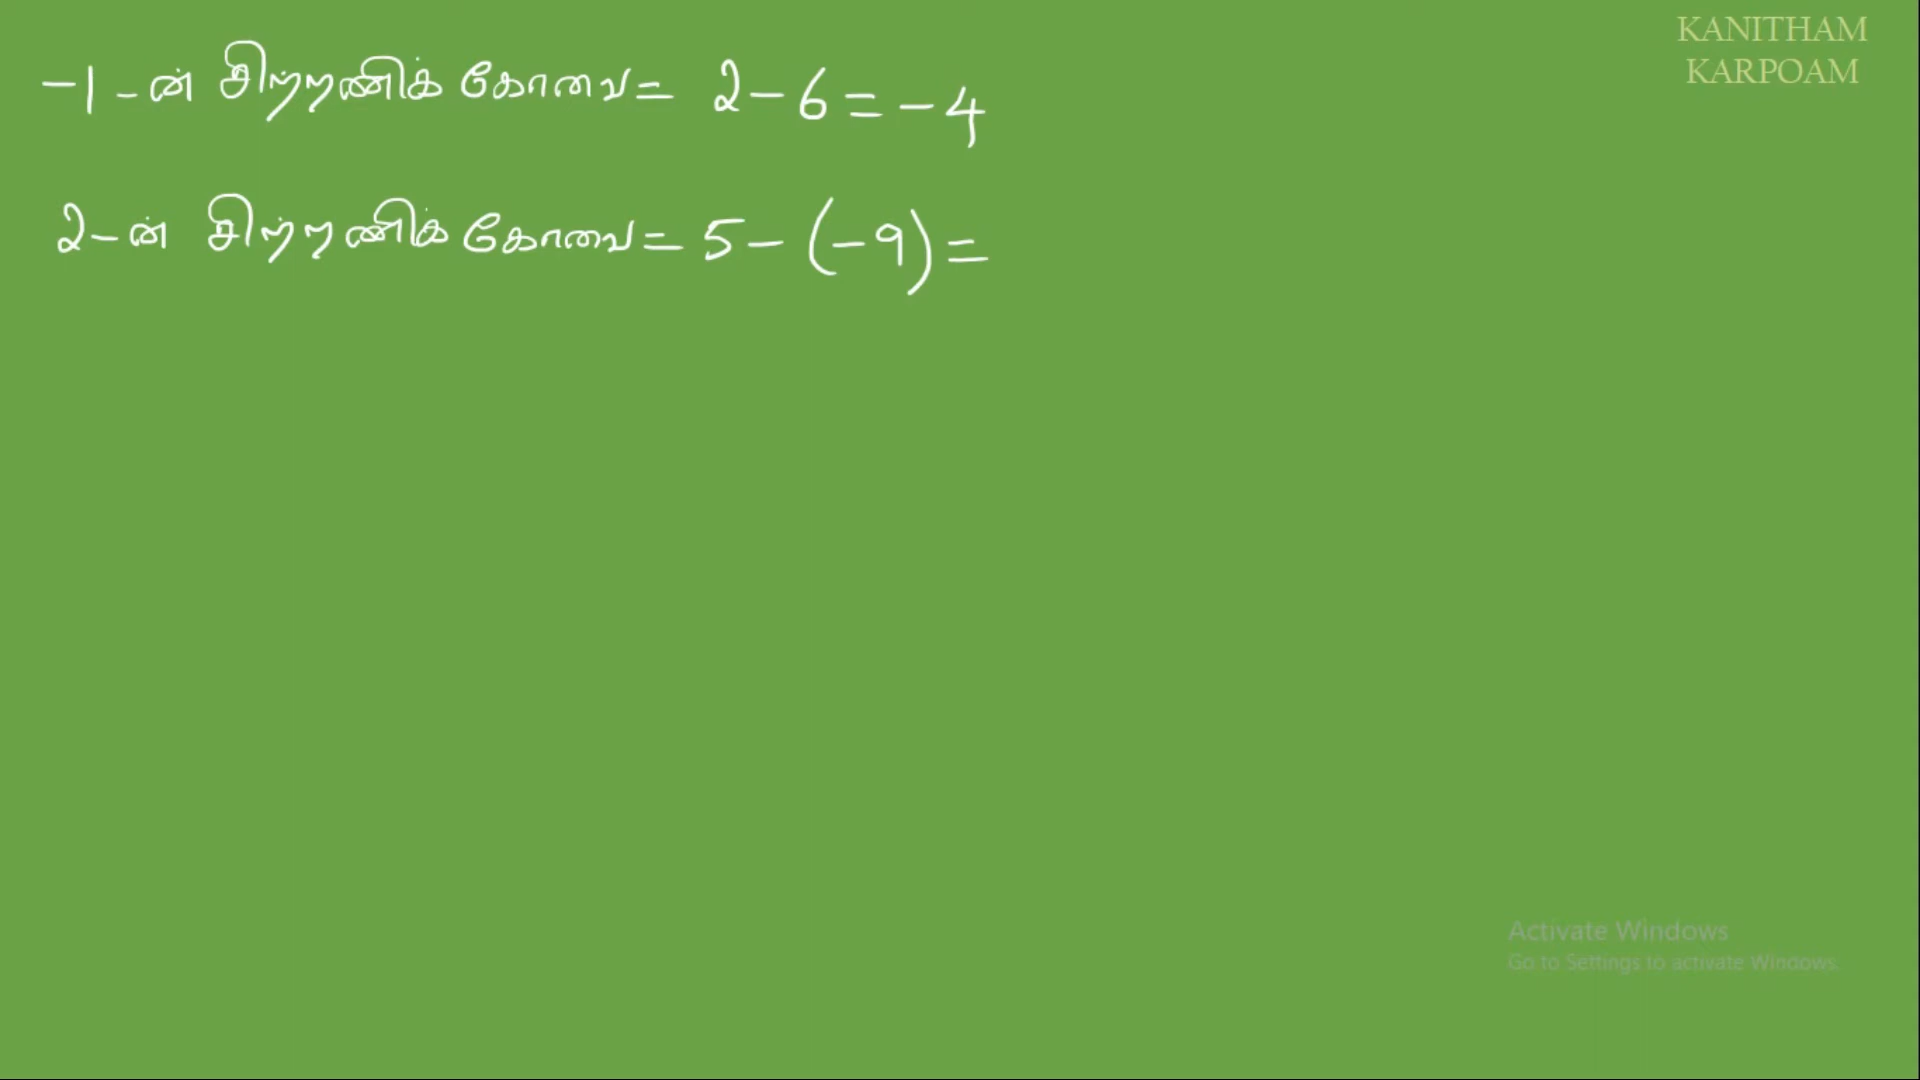 -1-ன் சிற்றணிக் கோவை = 2-6 = -4
2-ன் சிற்றணிக் கோவை = 5-(-9) =
KANITHAM
KARPOAM
Activate Windows
Go to Settings to activate Windows.